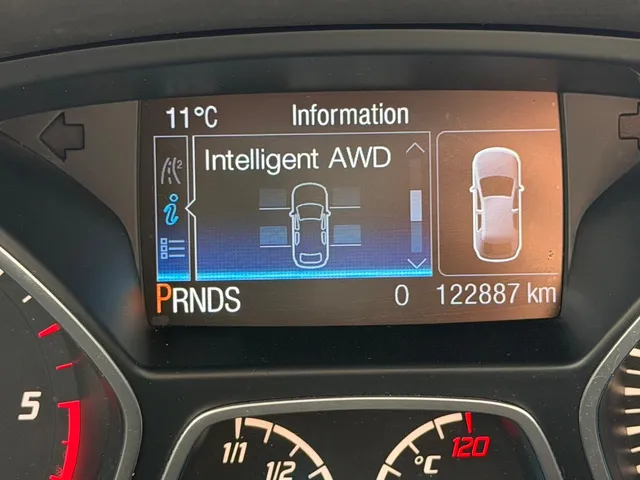 11°C Information
Intelligent AWD
PRNDS 0 122887 km
5
1/1
1/2
°C 120